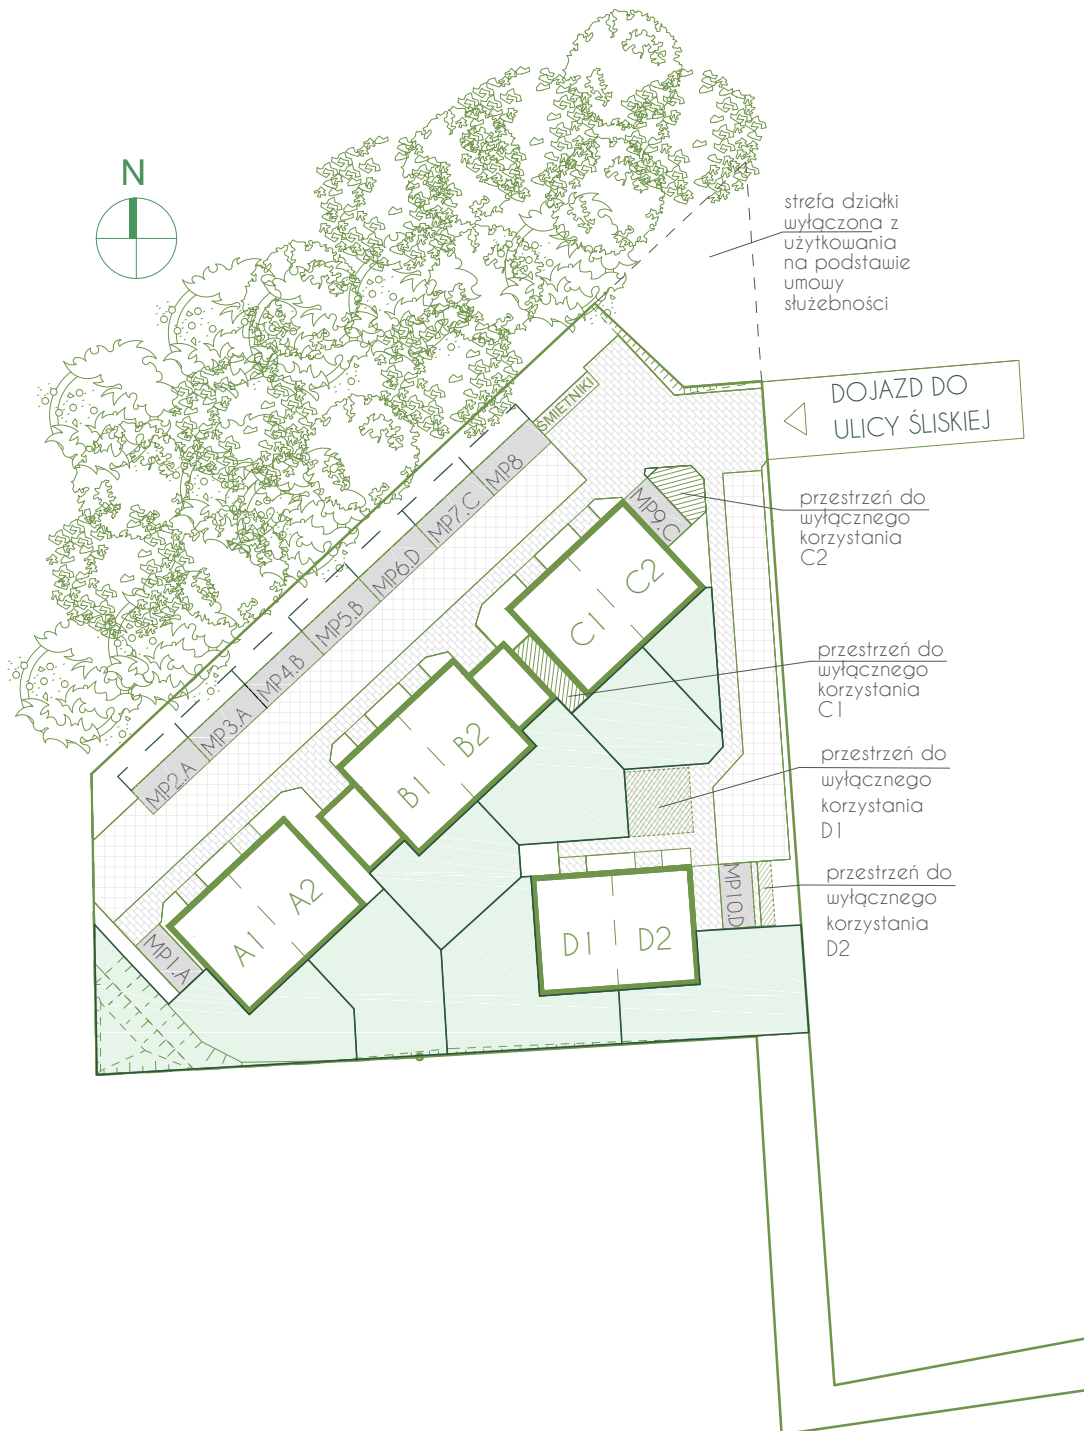 N
strefa działki
wyłączona z
użytkowania
na podstawie
umowy
służebności
DOJAZD DO
ULICY ŚLISKIEJ
ŚMIETNIKI
MP8
MP7.C
MP6.D
MP5.B
MP4.B
MP3.A
MP2.A
MP9.C
przestrzeń do
wyłącznego
korzystania
C2
C1
C2
przestrzeń do
wyłącznego
korzystania
C1
B1
B2
przestrzeń do
wyłącznego
korzystania
D1
A1
A2
MP1.A
D1
D2
MP10.D
przestrzeń do
wyłącznego
korzystania
D2